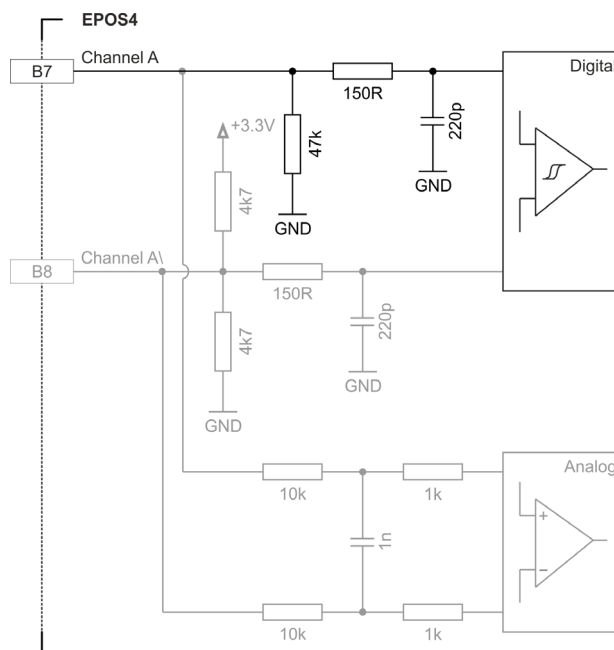 EPOS4
B7
Channel A
Digital
150R
220p
+3.3V
47k
GND
4k7
GND
B8
Channel A\
150R
220p
4k7
GND
GND
Analog
10k
1k
1n
+
−
10k
1k